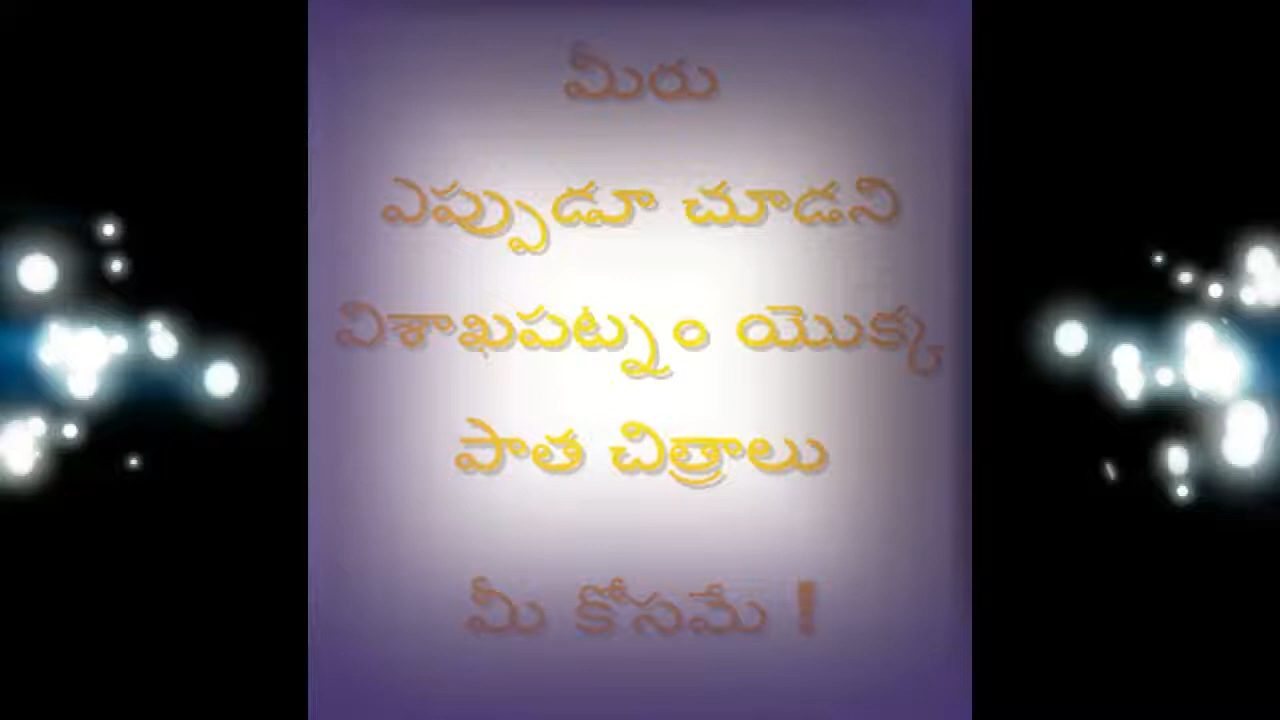 మీరు
ఎప్పుడూ చూడని
విశాఖపట్నం యొక్క
పాత చిత్రాలు
మీ కోసమే !